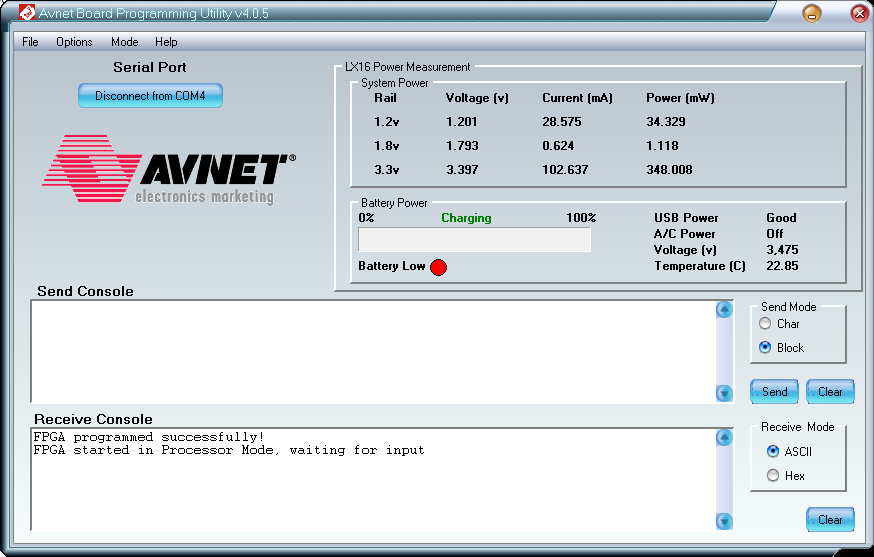 Avnet Board Programming Utility v4.0.5
File Options Mode Help
Serial Port
Disconnect from COM4
AVNET®
electronics marketing
LX16 Power Measurement
System Power
Rail Voltage (v) Current (mA) Power (mW)
1.2v 1.201 28.575 34.329
1.8v 1.793 0.624 1.118
3.3v 3.397 102.637 348.008
Battery Power
0% Charging 100%
Battery Low
USB Power Good
A/C Power Off
Voltage (v) 3,475
Temperature (C) 22.85
Send Console
Send Mode
Char
Block
Send Clear
Receive Console
FPGA programmed successfully!
FPGA started in Processor Mode, waiting for input
Receive Mode
ASCII
Hex
Clear